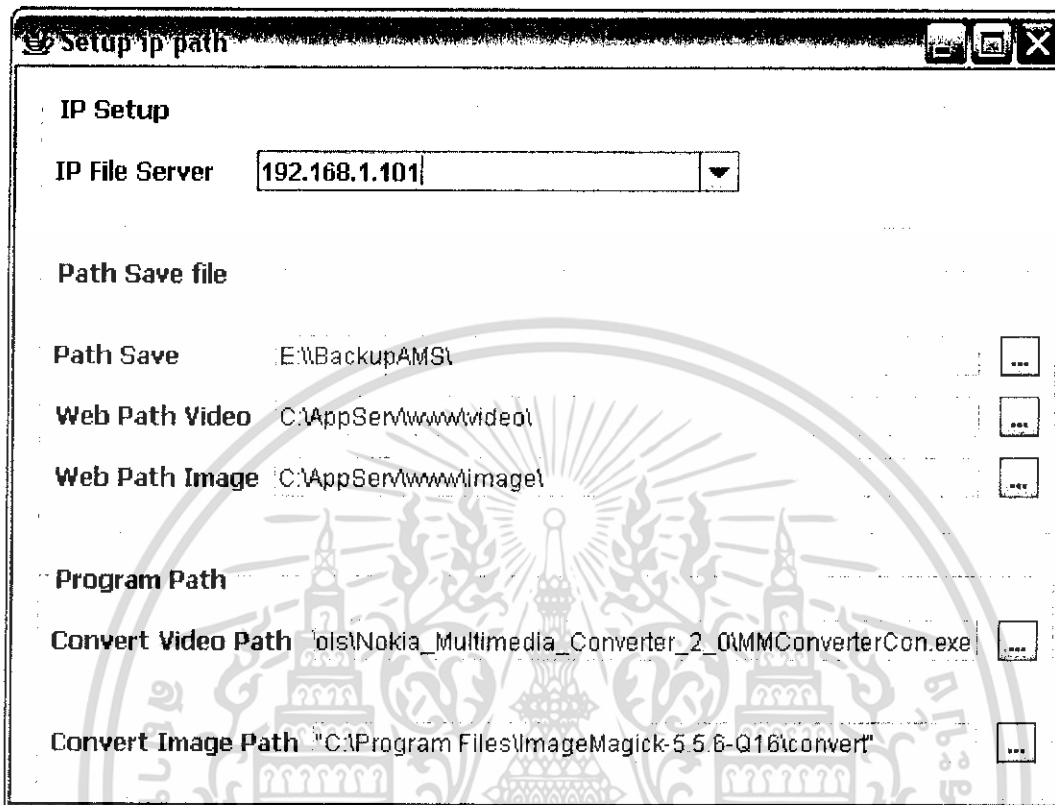 Setup ip path
IP Setup
IP File Server 192.168.1.101
Path Save file
Path Save E:\\BackupAMS\
Web Path Video C:\AppServ\www\video\
...
Web Path Image C:\AppServ\www\image\
...
Program Path
Convert Video Path ols\Nokia_Multimedia_Converter_2_0\MMConverterCon.exe
...
Convert Image Path "C:\Program Files\ImageMagick-5.5.6-Q16\convert"
...